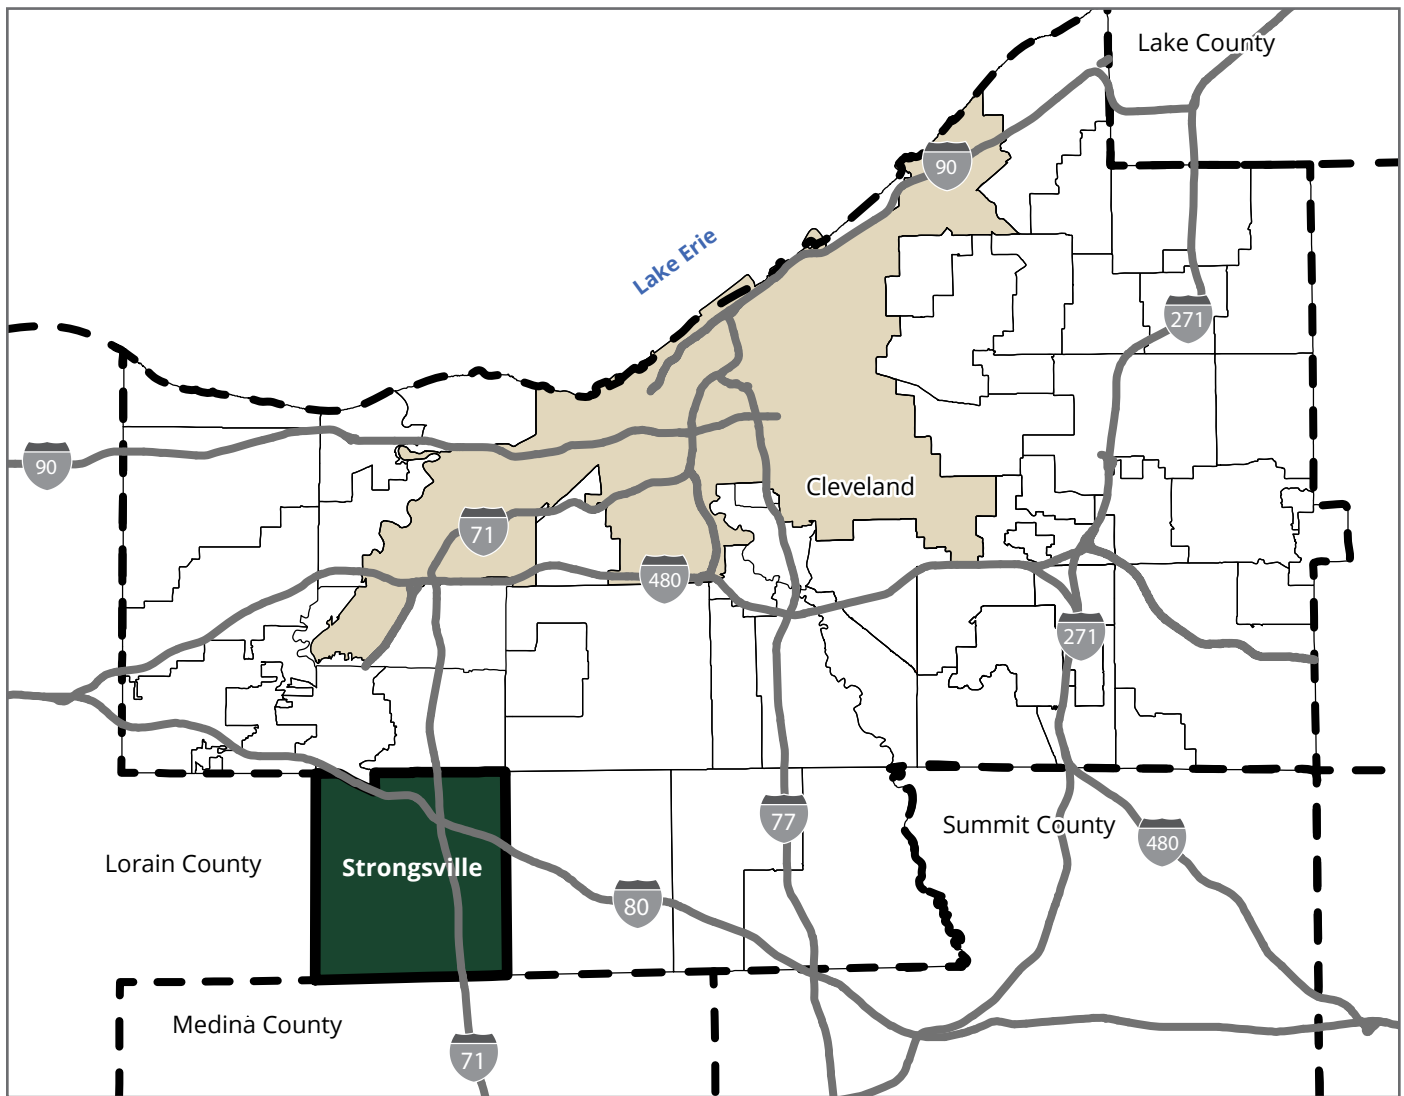 Lake County
90
Lake Erie
271
90
Cleveland
71
480
271
77
Summit County
480
Lorain County
Strongsville
80
Medina County
71